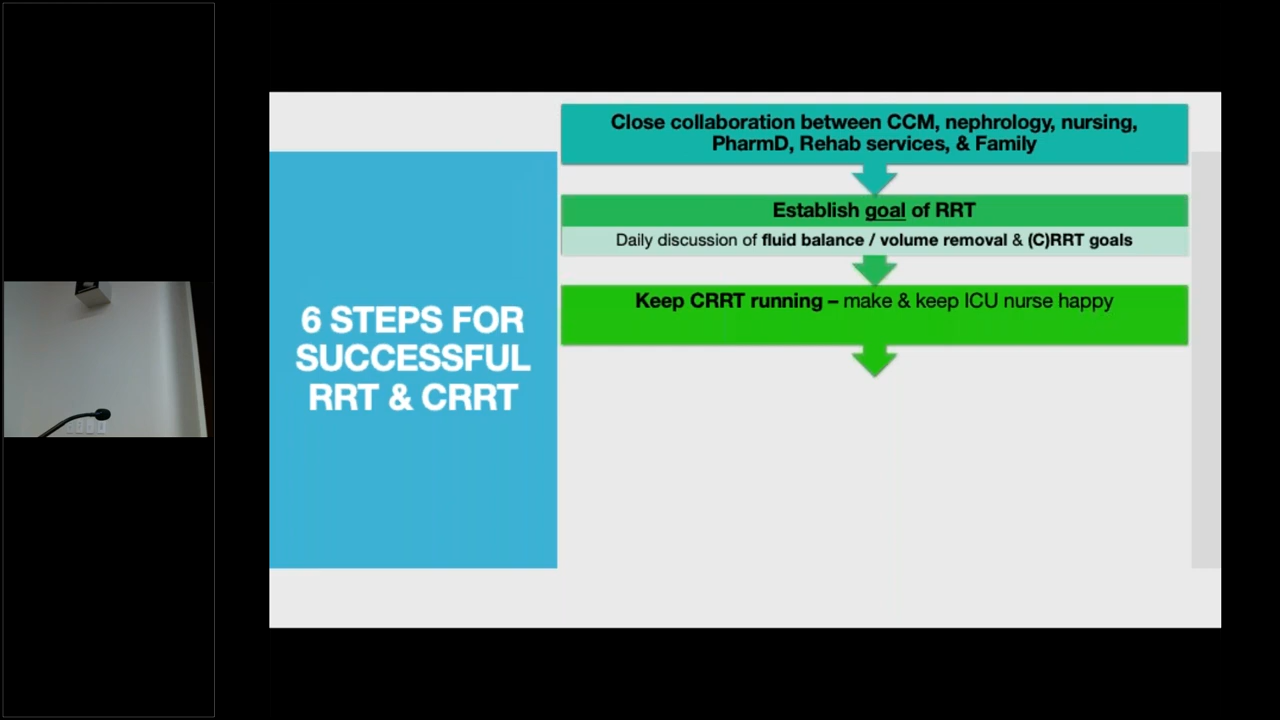 6 STEPS FOR
SUCCESSFUL
RRT & CRRT
Close collaboration between CCM, nephrology, nursing,
PharmD, Rehab services, & Family
Establish goal of RRT
Daily discussion of fluid balance / volume removal & (C)RRT goals
Keep CRRT running – make & keep ICU nurse happy